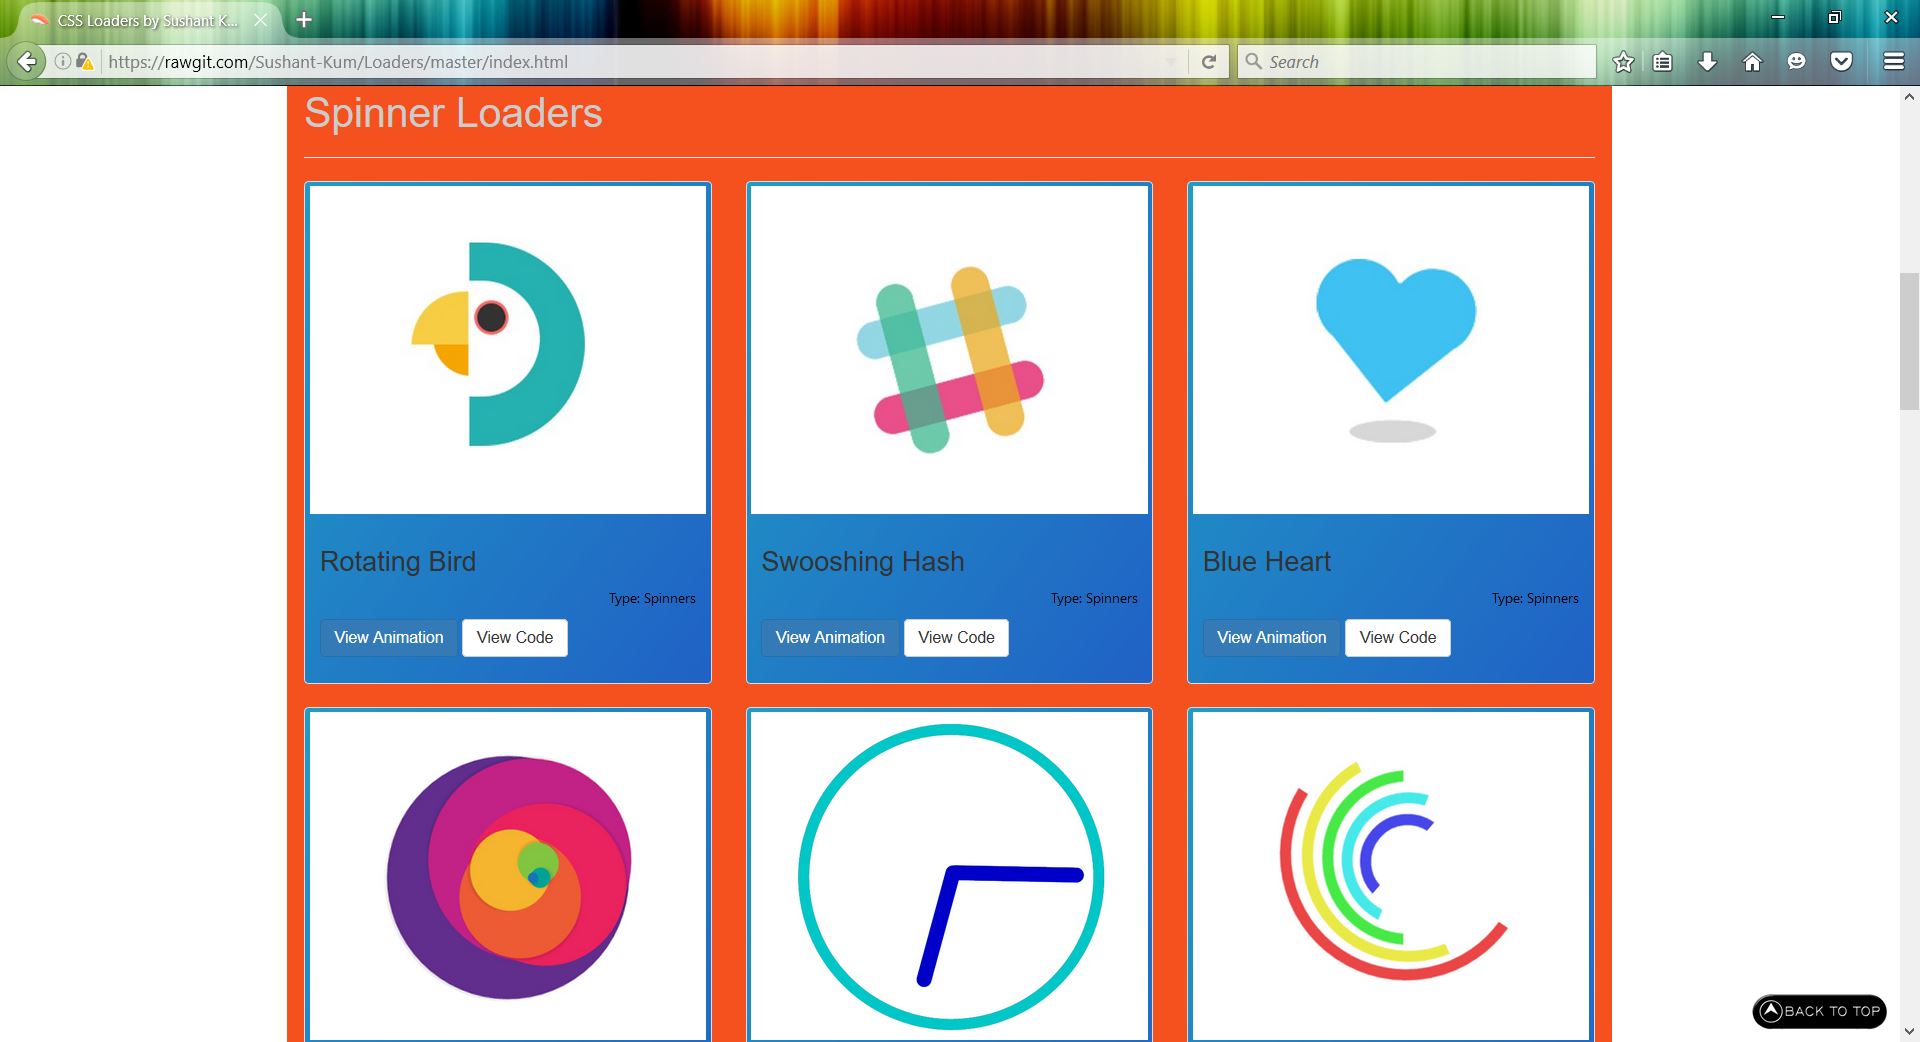 CSS Loaders by Sushant K...
https://rawgit.com/Sushant-Kum/Loaders/master/index.html
Search
Spinner Loaders
Rotating Bird
Type: Spinners
View Animation View Code
Swooshing Hash
Type: Spinners
View Animation View Code
Blue Heart
Type: Spinners
View Animation View Code
BACK TO TOP